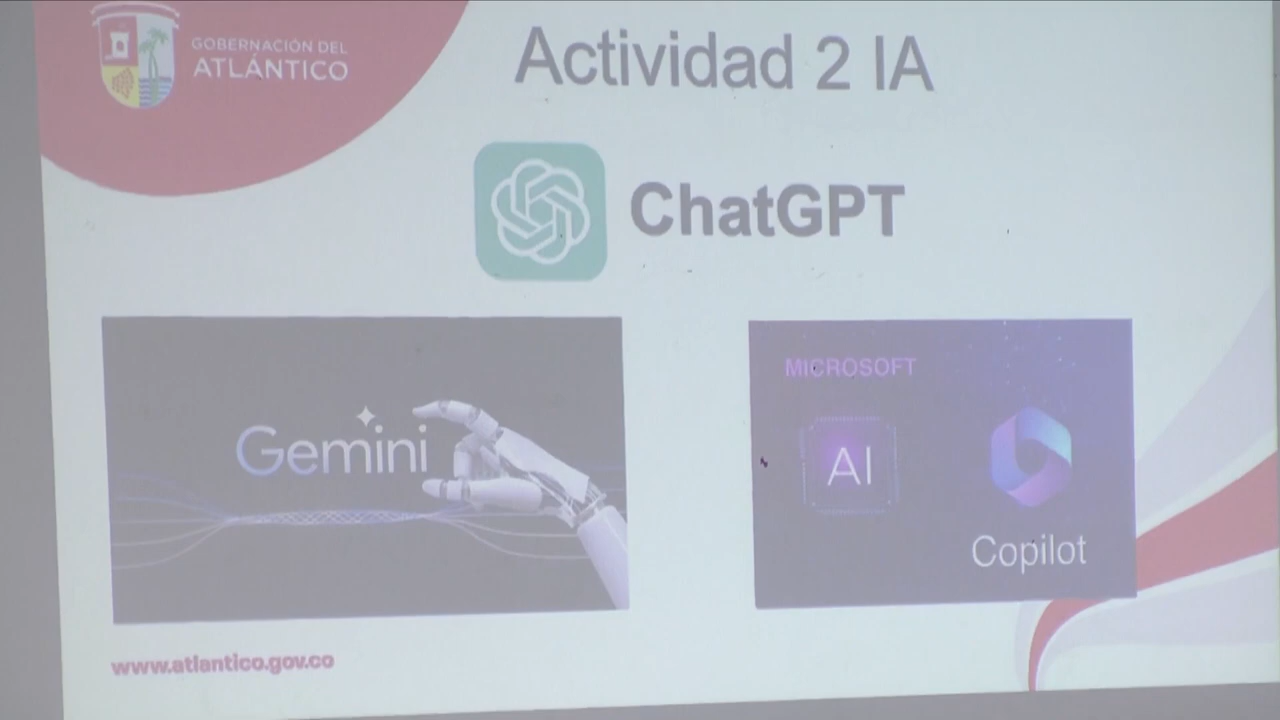 GOBERNACIÓN DEL
ATLÁNTICO
Actividad 2 IA
ChatGPT
Gemini
MICROSOFT
AI
Copilot
www.atlantico.gov.co